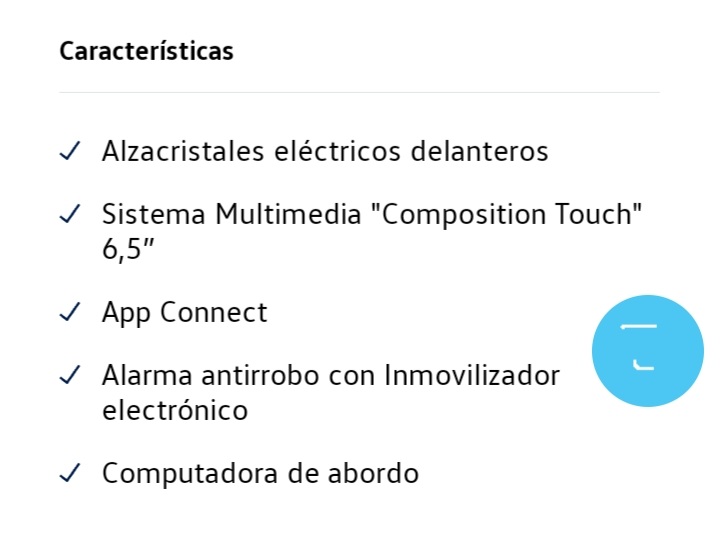 Características
Alzacristales eléctricos delanteros
Sistema Multimedia "Composition Touch"
6,5”
App Connect
Alarma antirrobo con Inmovilizador
electrónico
Computadora de abordo